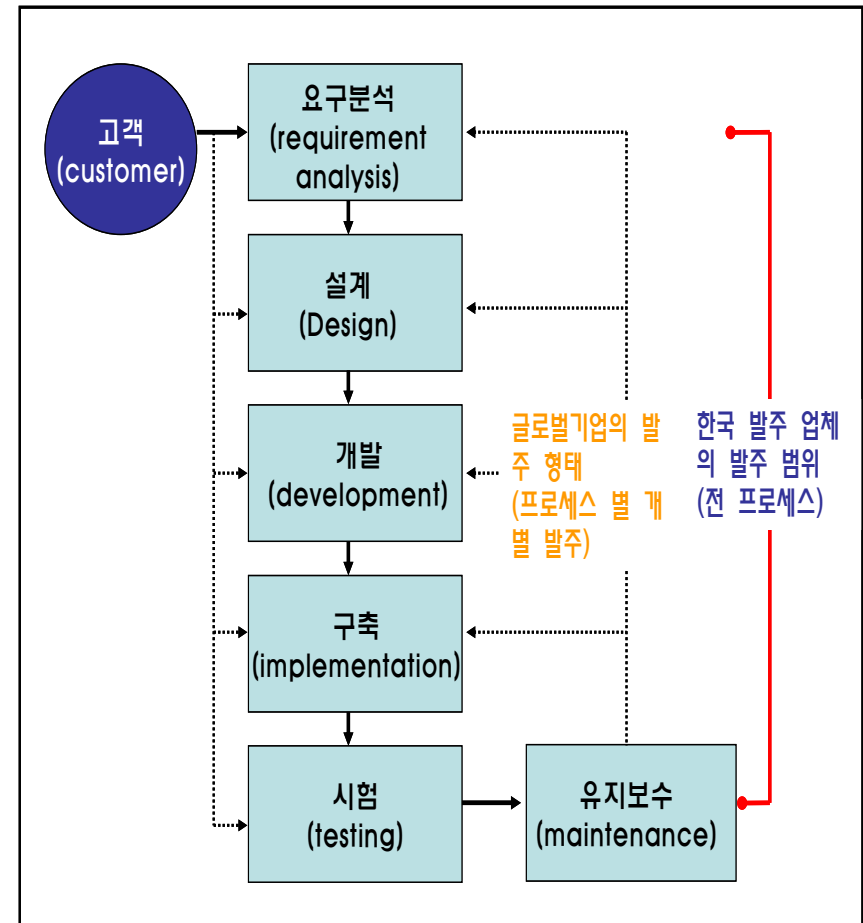 고객
(customer)
요구분석
(requirement
analysis)
설계
(Design)
개발
(development)
글로벌기업의 발
주 형태
(프로세스 별 개
별 발주)
한국 발주 업체
의 발주 범위
(전 프로세스)
구축
(implementation)
시험
(testing)
유지보수
(maintenance)